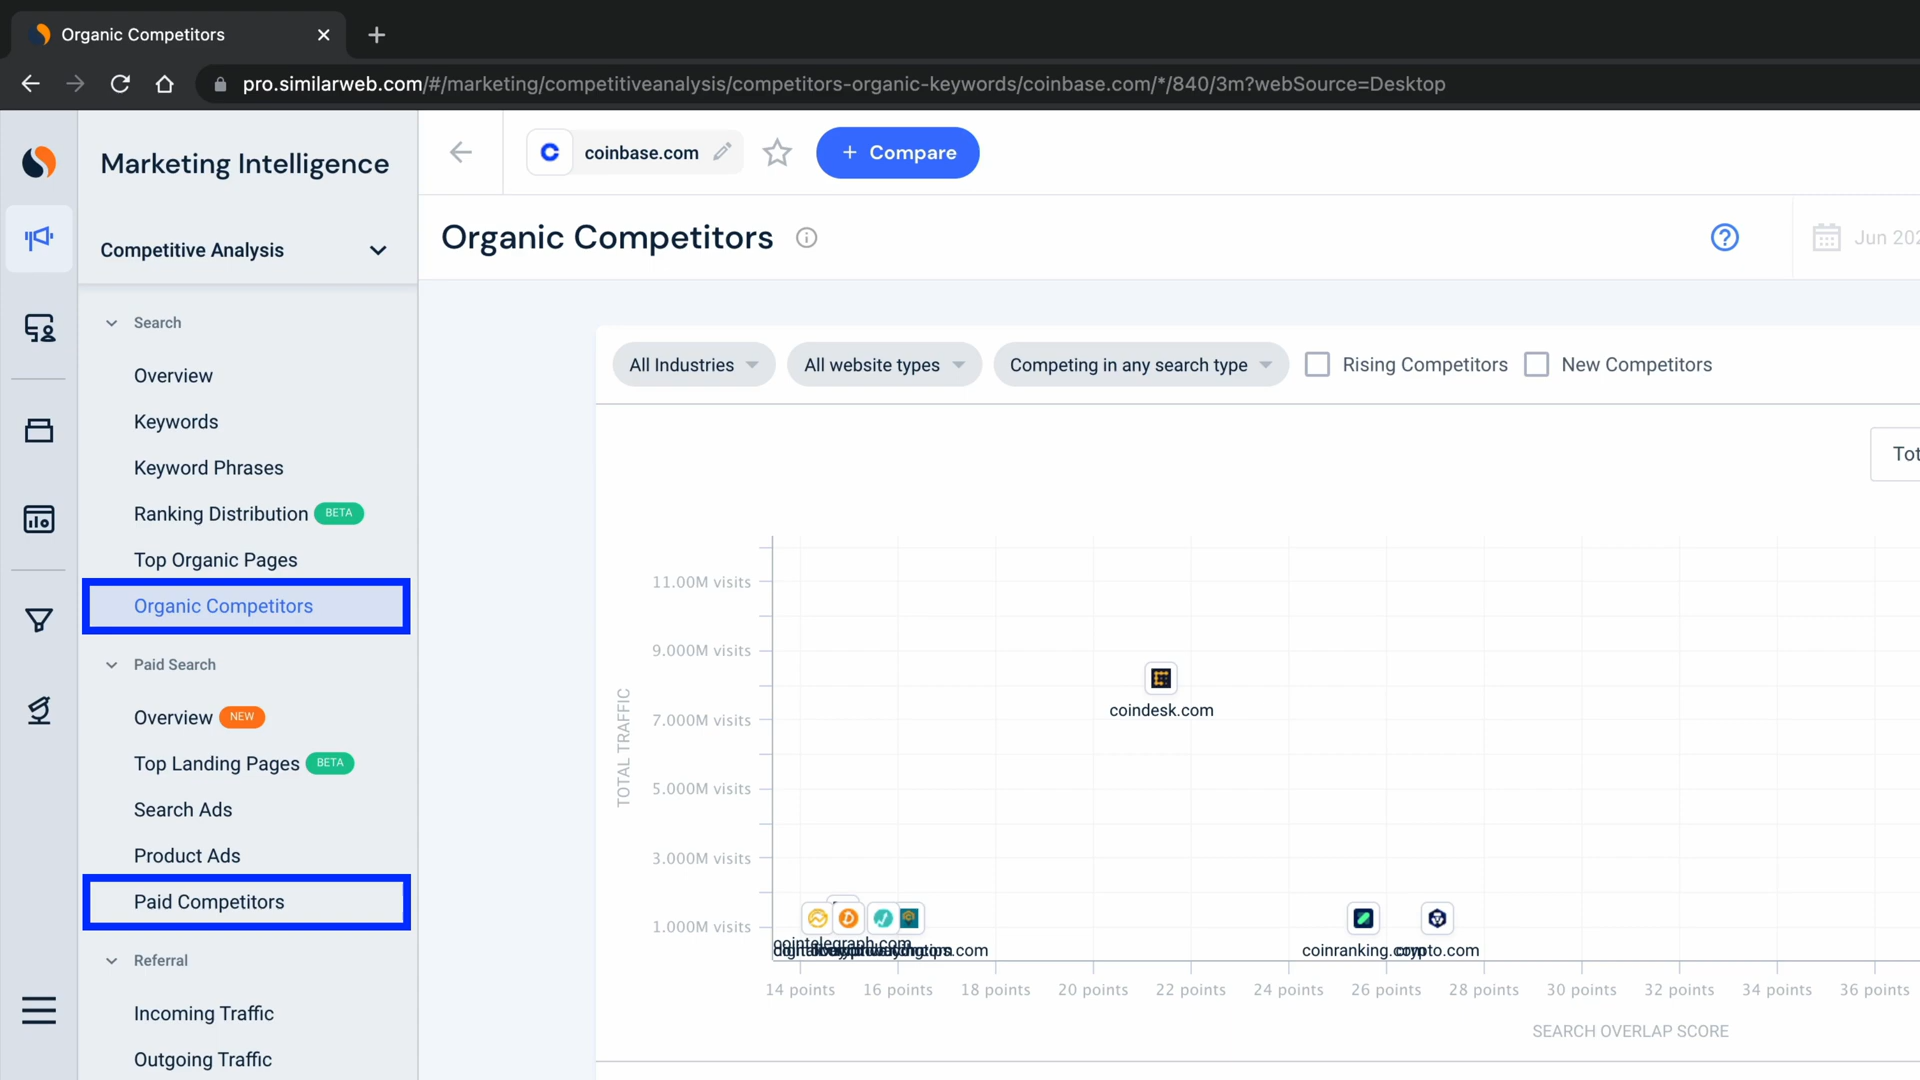 Organic Competitors
pro.similarweb.com/#/marketing/competitiveanalysis/competitors-organic-keywords/coinbase.com/*/840/3m?webSource=Desktop
Marketing Intelligence
Competitive Analysis
Search
Overview
Keywords
Keyword Phrases
Ranking Distribution BETA
Top Organic Pages
Organic Competitors
Paid Search
Overview NEW
Top Landing Pages BETA
Search Ads
Product Ads
Paid Competitors
Referral
Incoming Traffic
Outgoing Traffic
coinbase.com
+ Compare
Organic Competitors
Jun 202
All Industries
All website types
Competing in any search type
Rising Competitors
New Competitors
Tot
TOTAL TRAFFIC
11.00M visits
9.000M visits
7.000M visits
5.000M visits
3.000M visits
1.000M visits
coindesk.com
cointelegraph.com
coinranking.com
crypto.com
14 points
16 points
18 points
20 points
22 points
24 points
26 points
28 points
30 points
32 points
34 points
36 points
SEARCH OVERLAP SCORE